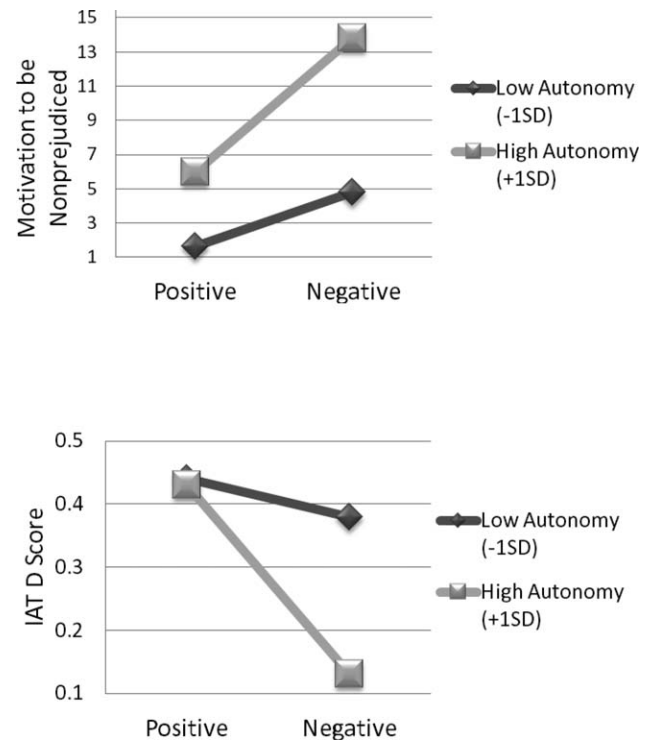 15
13
11
9
7
5
3
1
Motivation to be
Nonprejudiced
Positive
Negative
Low Autonomy
(-1SD)
High Autonomy
(+1SD)
0.5
0.4
0.3
0.2
0.1
IAT D Score
Positive
Negative
Low Autonomy
(-1SD)
High Autonomy
(+1SD)